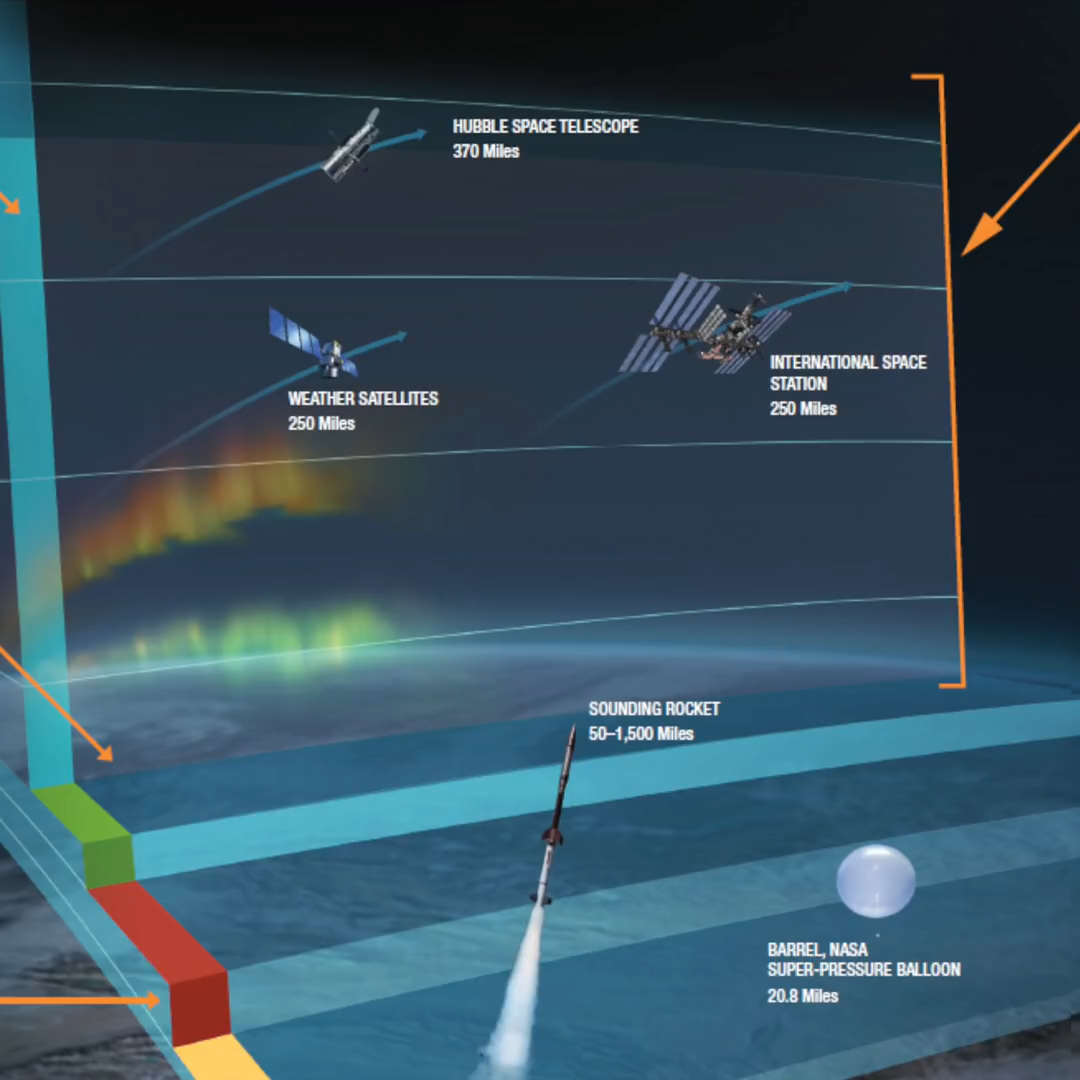 HUBBLE SPACE TELESCOPE
370 Miles
WEATHER SATELLITES
250 Miles
INTERNATIONAL SPACE
STATION
250 Miles
SOUNDING ROCKET
50–1,500 Miles
BARREL, NASA
SUPER-PRESSURE BALLOON
20.8 Miles